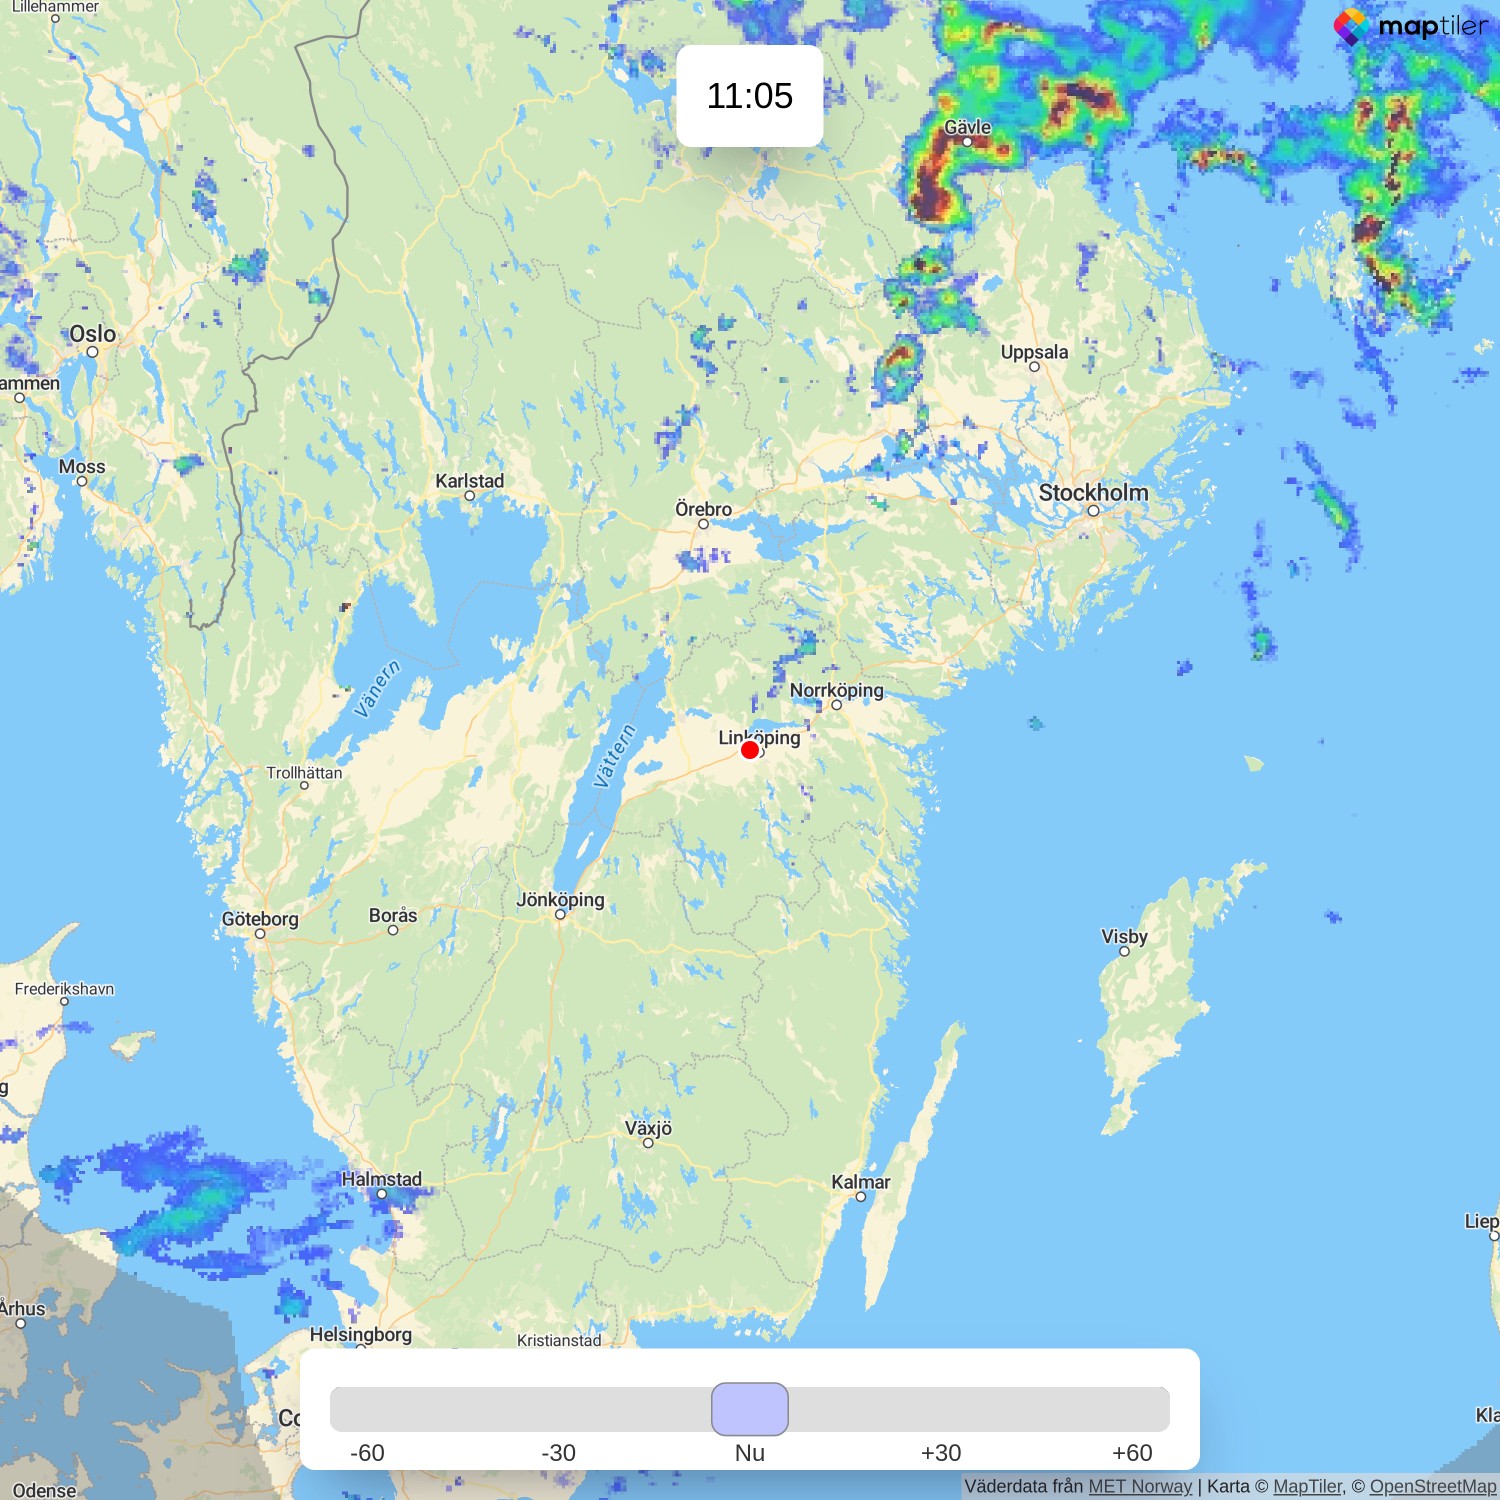 Lillehammer
maptiler
11:05
Gävle
Oslo
Uppsala
ammen
Moss
Karlstad
Stockholm
Örebro
Vänern
Norrköping
Linköping
Vättern
Trollhättan
Jönköping
Göteborg
Borås
Visby
Frederikshavn
g
Växjö
Halmstad
Kalmar
Liep
Århus
Helsingborg
Kristianstad
Co
Kla
-60 -30 Nu +30 +60
Odense
Väderdata från MET Norway | Karta © MapTiler, © OpenStreetMap